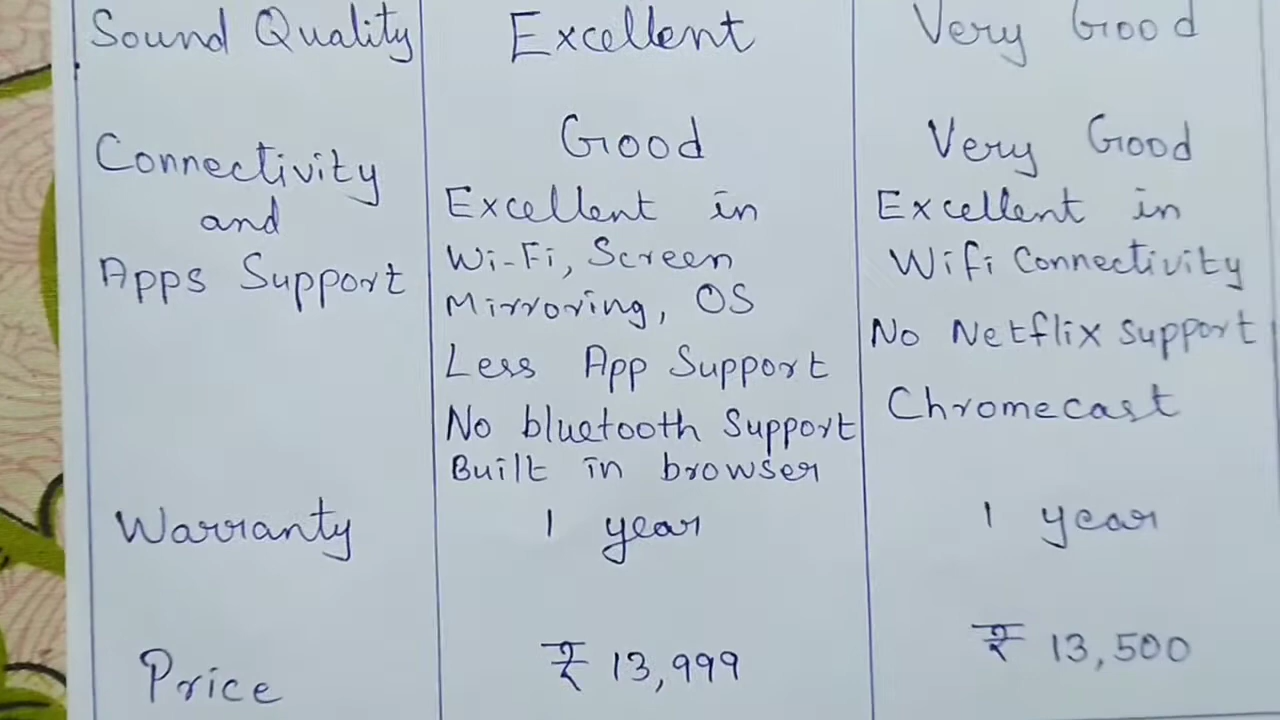 Sound Quality Excellent Very Good
Connectivity and Apps Support
Good
Excellent in
Wi-Fi, Screen
Mirroring, OS
Less App Support
No bluetooth Support
Built in browser
Very Good
Excellent in
Wifi Connectivity
No Netflix support
Chromecast
Warranty 1 year 1 year
Price ₹ 13,999 ₹ 13,500